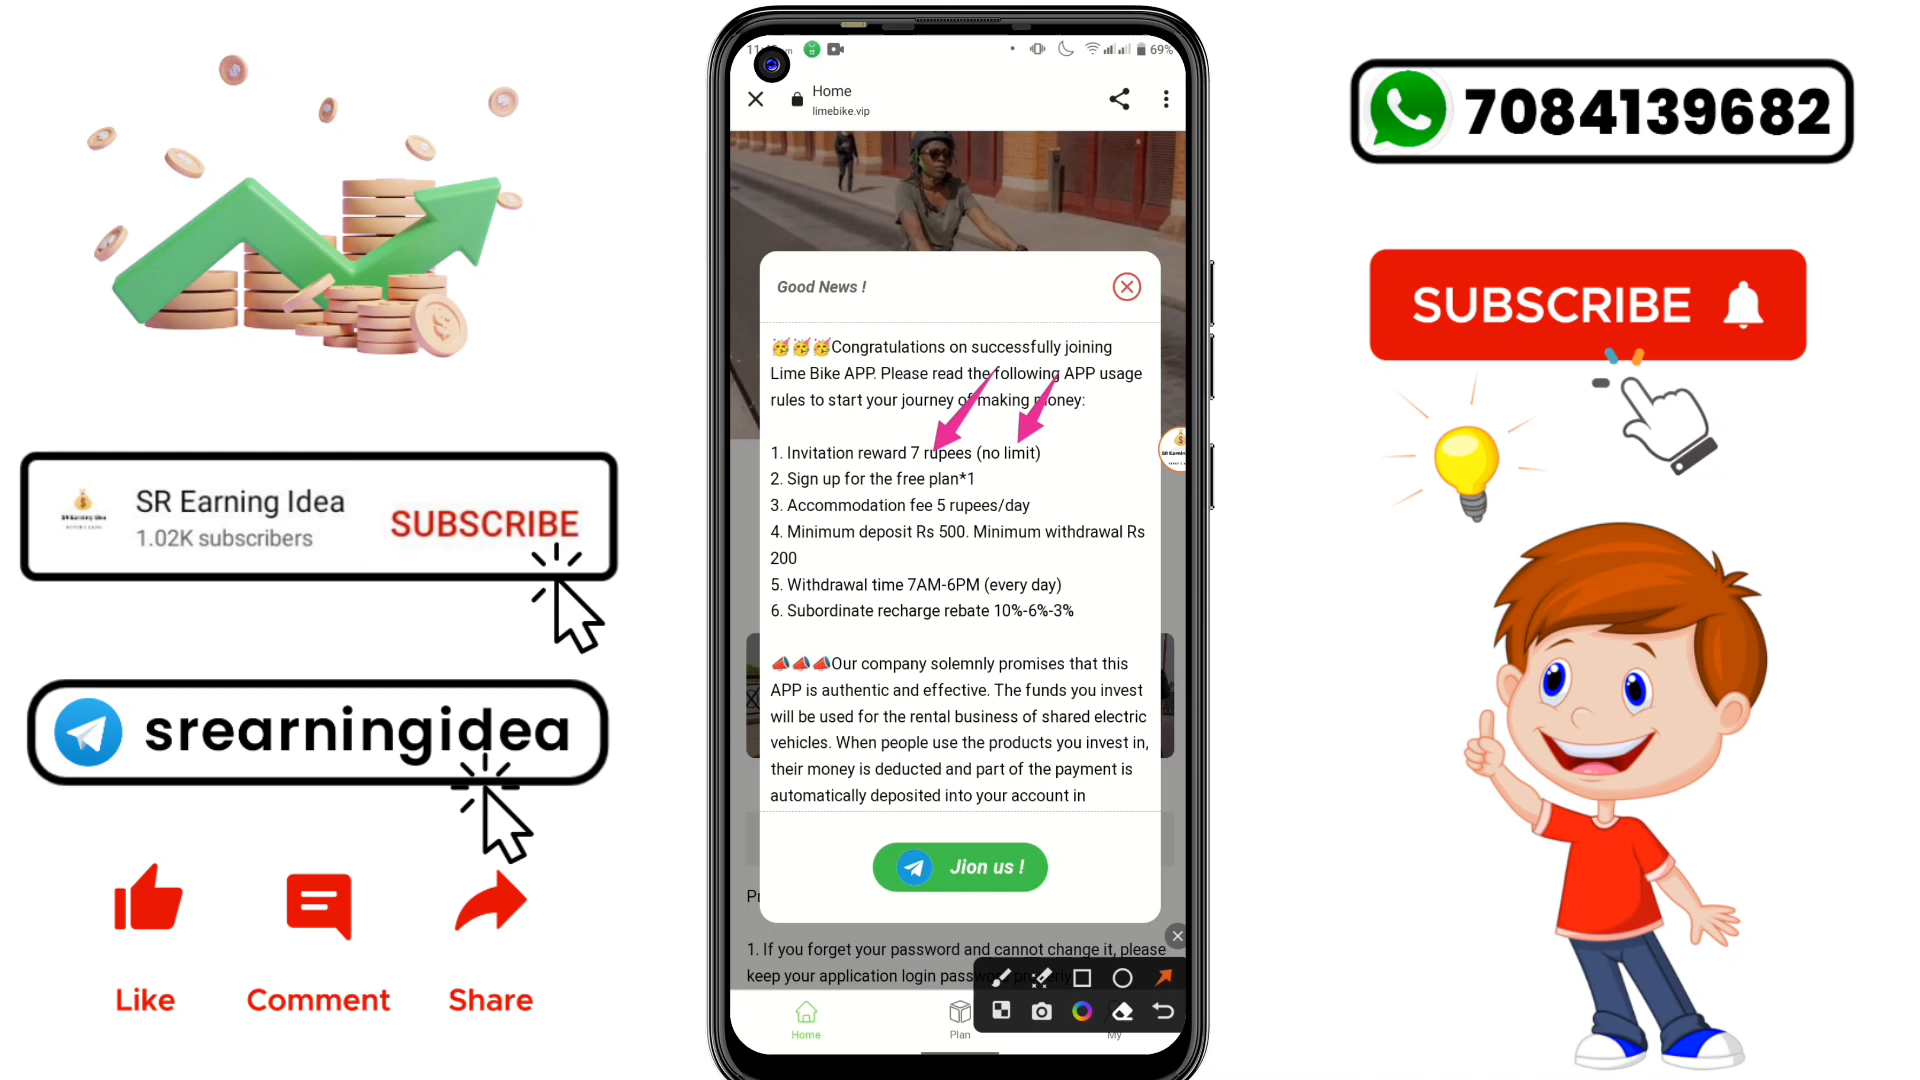 69%
Home
limebike.vip
7084139682
SUBSCRIBE
Good News !
🥳🥳🥳Congratulations on successfully joining
Lime Bike APP. Please read the following APP usage
rules to start your journey of making money:
1. Invitation reward 7 rupees (no limit)
2. Sign up for the free plan*1
3. Accommodation fee 5 rupees/day
4. Minimum deposit Rs 500. Minimum withdrawal Rs
200
5. Withdrawal time 7AM-6PM (every day)
6. Subordinate recharge rebate 10%-6%-3%
📣📣📣Our company solemnly promises that this
APP is authentic and effective. The funds you invest
will be used for the rental business of shared electric
vehicles. When people use the products you invest in,
their money is deducted and part of the payment is
automatically deposited into your account in
Jion us !
1. If you forget your password and cannot change it, please
keep your application login
Home
Plan
My
SR Earning Idea
1.02K subscribers
SUBSCRIBE
srearningidea
Like
Comment
Share